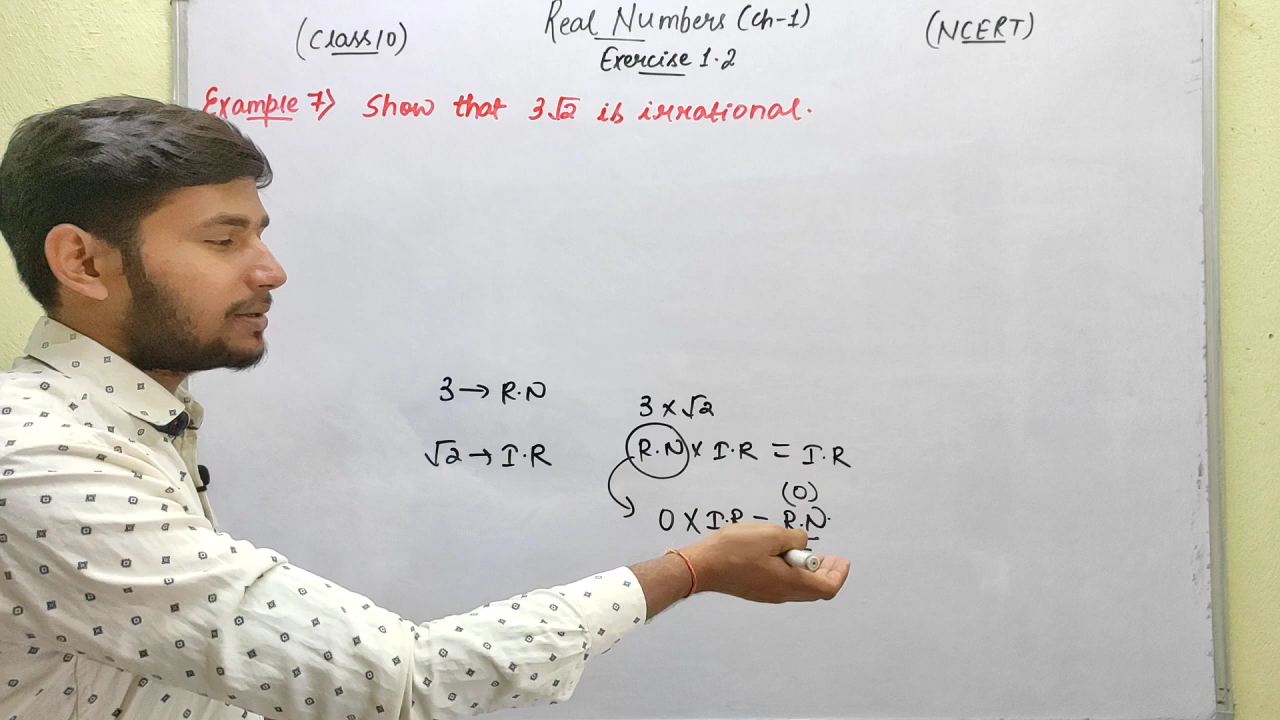 (Class 10)
Real Numbers (Ch-1)
(NCERT)
Exercise 1.2
Example 7) Show that 3√2 is irrational.
3 → R.N
3 × √2
√2 → I.R
R.N × I.R = I.R
(0)
0 × I.R = R.N.